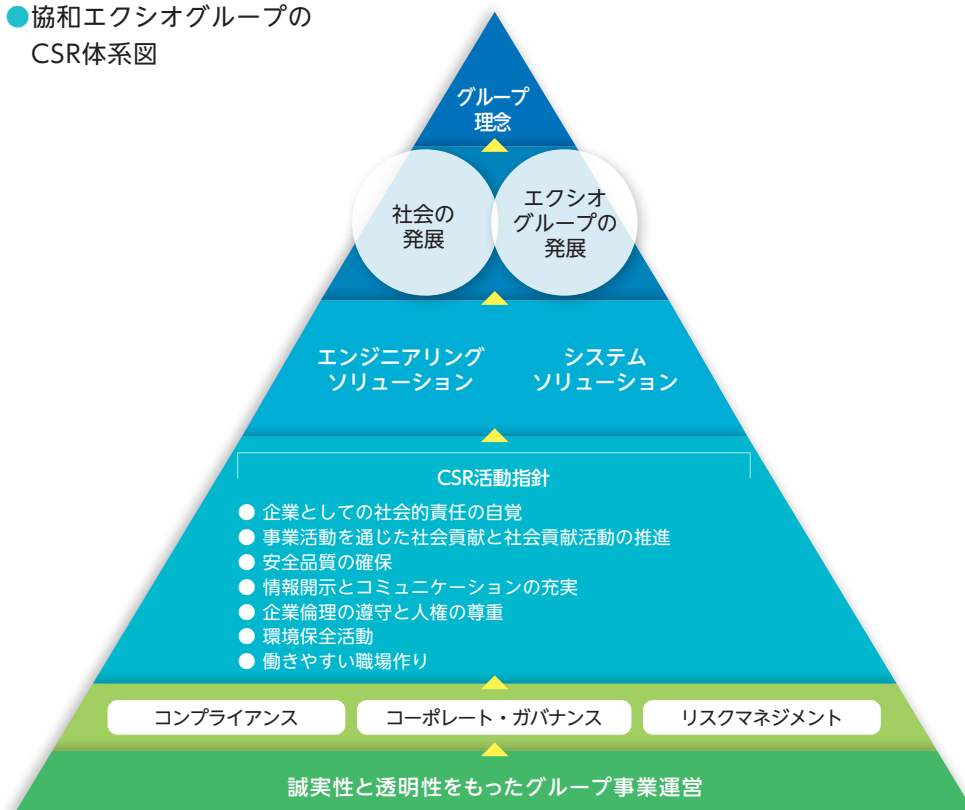 ●協和エクシオグループの
CSR体系図
グループ
理念
社会の
発展
エクシオ
グループの
発展
エンジニアリング
ソリューション
システム
ソリューション
CSR活動指針
● 企業としての社会的責任の自覚
● 事業活動を通じた社会貢献と社会貢献活動の推進
● 安全品質の確保
● 情報開示とコミュニケーションの充実
● 企業倫理の遵守と人権の尊重
● 環境保全活動
● 働きやすい職場作り
コンプライアンス
コーポレート・ガバナンス
リスクマネジメント
誠実性と透明性をもったグループ事業運営